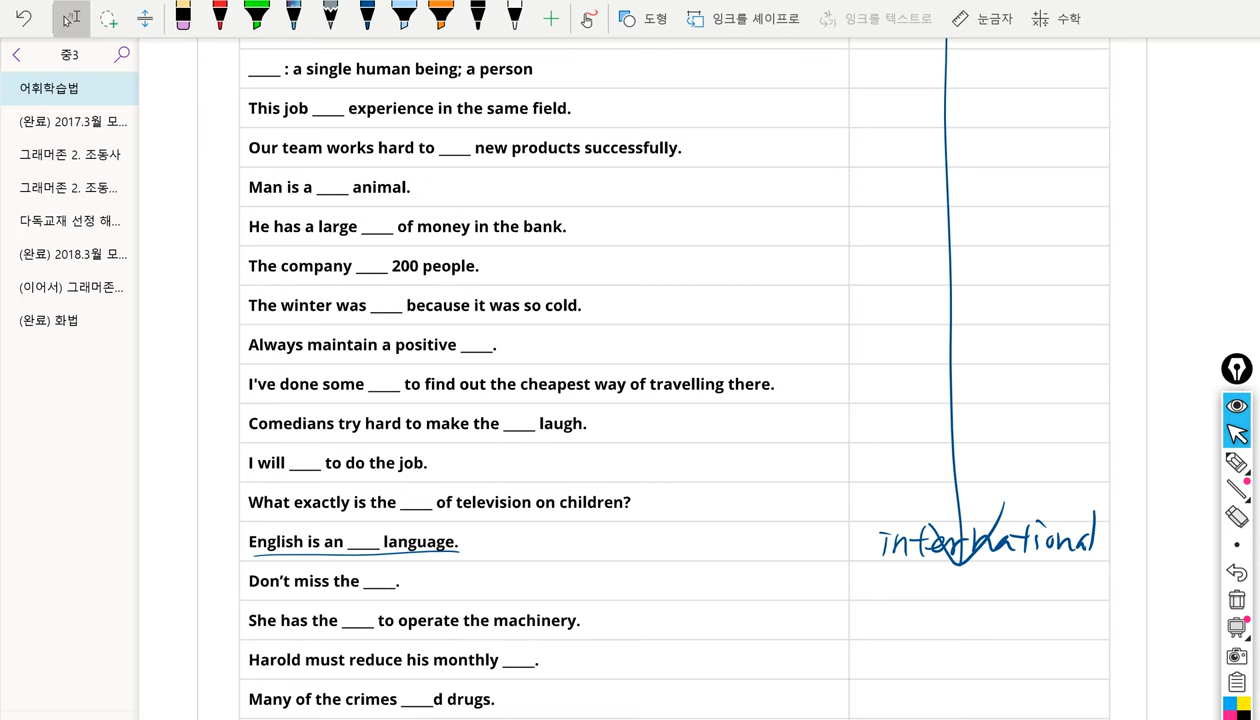 도형
잉크를 셰이프로
잉크를 텍스트로
눈금자
수학
중3
어휘학습법
(완료) 2017.3월 모...
그래머존 2. 조동사
그래머존 2. 조동...
다독교재 선정 해...
(완료) 2018.3월 모...
(이어서) 그래머존...
(완료) 화법
____ : a single human being; a person
This job ____ experience in the same field.
Our team works hard to ____ new products successfully.
Man is a ____ animal.
He has a large ____ of money in the bank.
The company ____ 200 people.
The winter was ____ because it was so cold.
Always maintain a positive ____.
I've done some ____ to find out the cheapest way of travelling there.
Comedians try hard to make the ____ laugh.
I will ____ to do the job.
What exactly is the ____ of television on children?
English is an ____ language. international
Don’t miss the ____.
She has the ____ to operate the machinery.
Harold must reduce his monthly ____.
Many of the crimes ____d drugs.